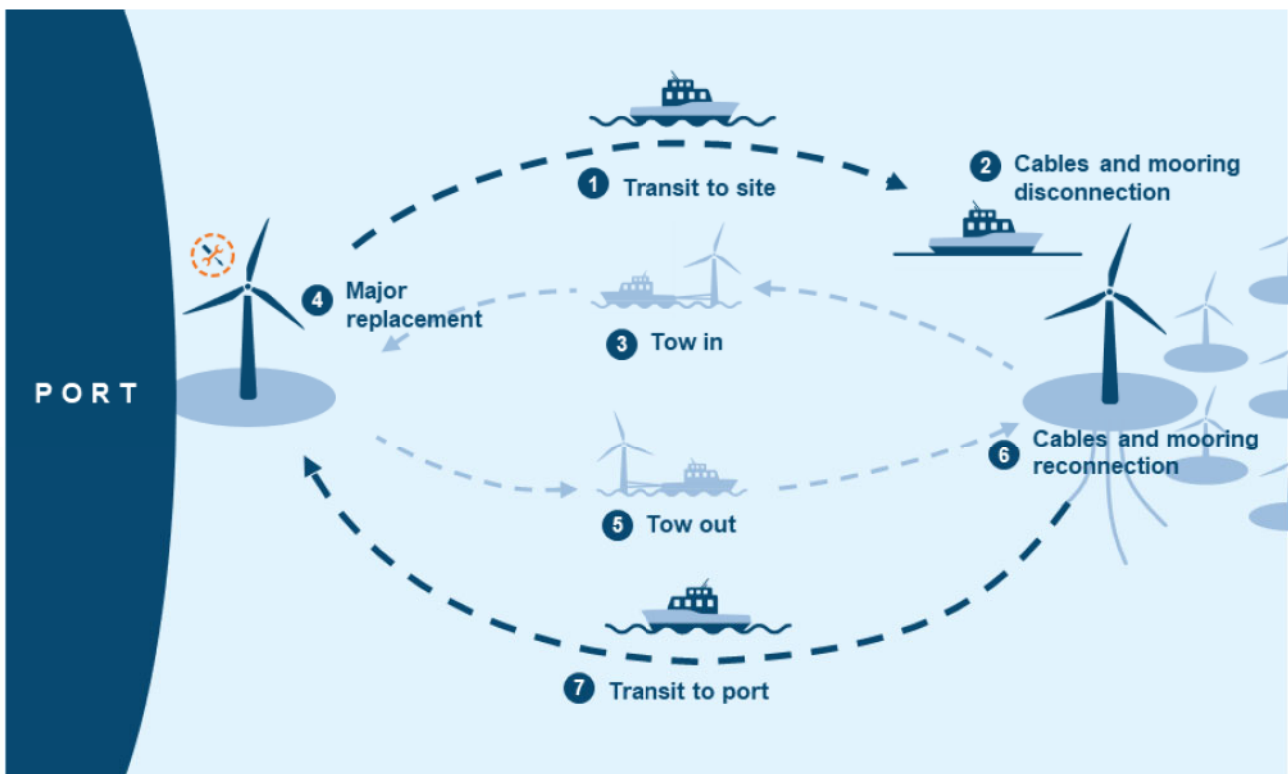 1 Transit to site
2 Cables and mooring
disconnection
3 Tow in
4 Major
replacement
PORT
5 Tow out
6 Cables and mooring
reconnection
7 Transit to port